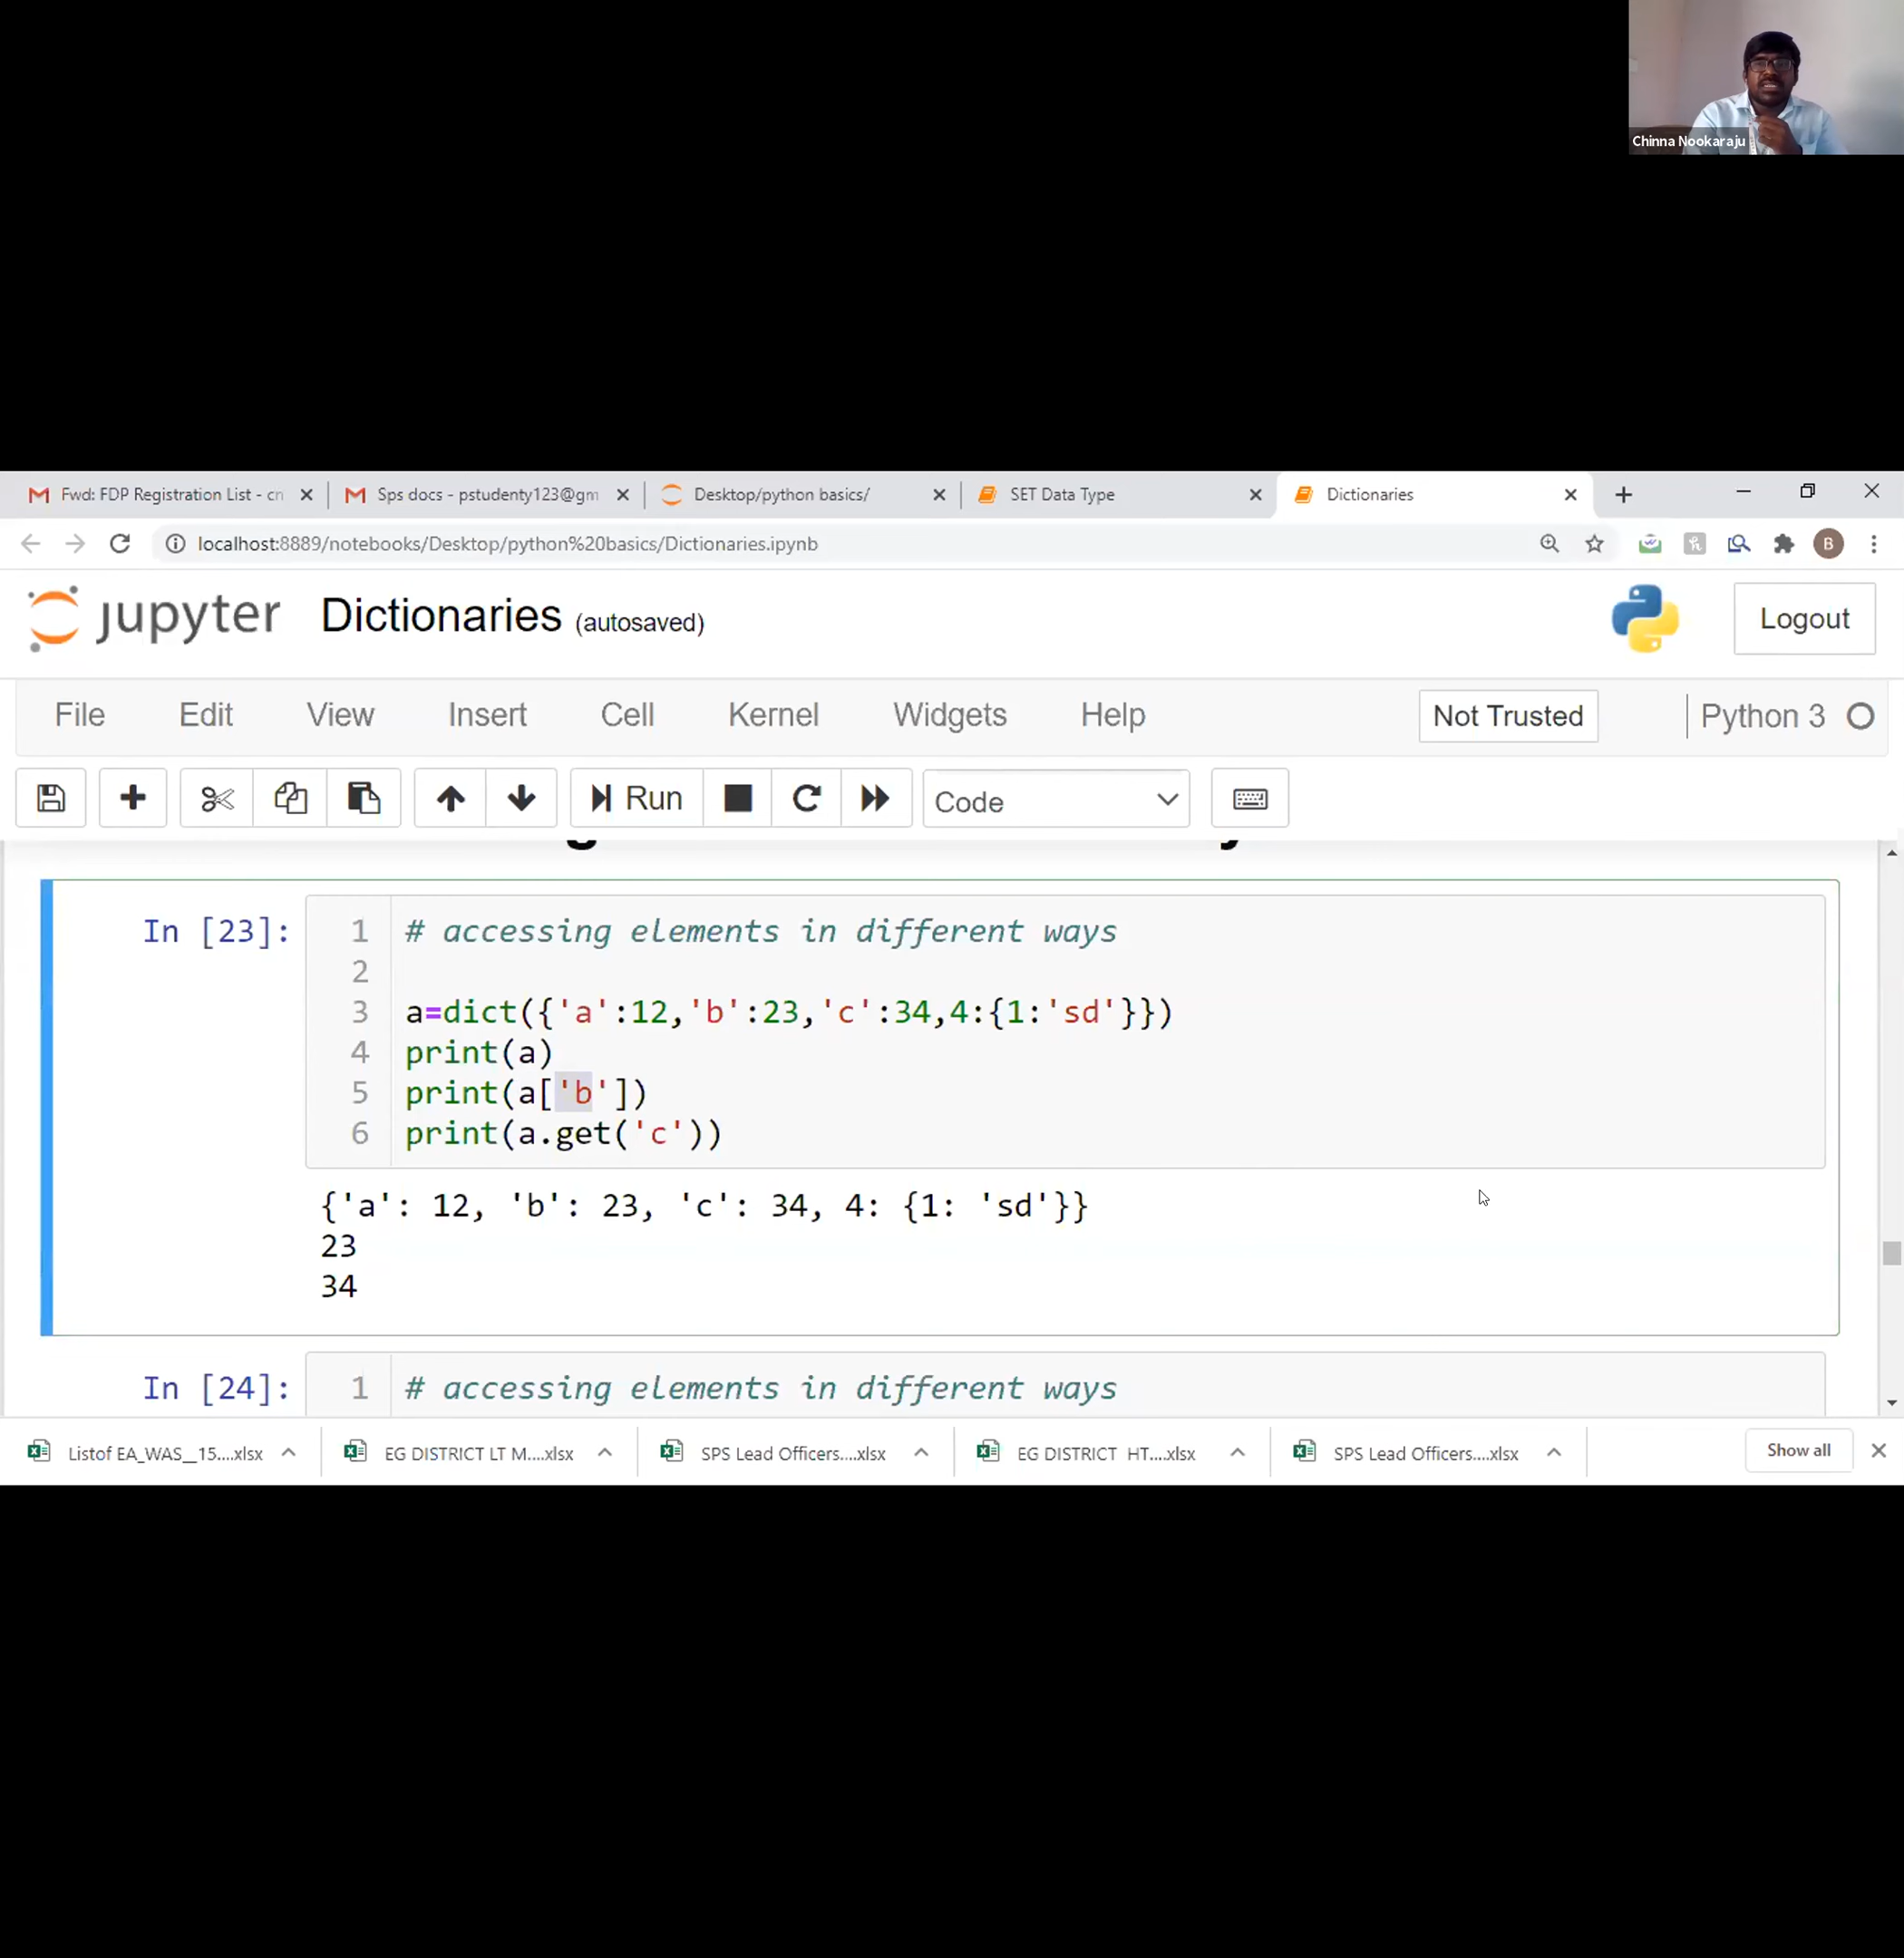 Chinna Nookaraju
Fwd: FDP Registration List - cn
Sps docs - pstudenty123@gm
Desktop/python basics/
SET Data Type
Dictionaries
localhost:8889/notebooks/Desktop/python%20basics/Dictionaries.ipynb
B
jupyter Dictionaries (autosaved)
Logout
File Edit View Insert Cell Kernel Widgets Help Not Trusted Python 3
Run Code
In [23]:
1 # accessing elements in different ways
2
3 a=dict({'a':12,'b':23,'c':34,4:{1:'sd'}})
4 print(a)
5 print(a['b'])
6 print(a.get('c'))
{'a': 12, 'b': 23, 'c': 34, 4: {1: 'sd'}}
23
34
In [24]:
1 # accessing elements in different ways
Listof EA_WAS__15....xlsx
EG DISTRICT LT M....xlsx
SPS Lead Officers....xlsx
EG DISTRICT HT....xlsx
SPS Lead Officers....xlsx
Show all